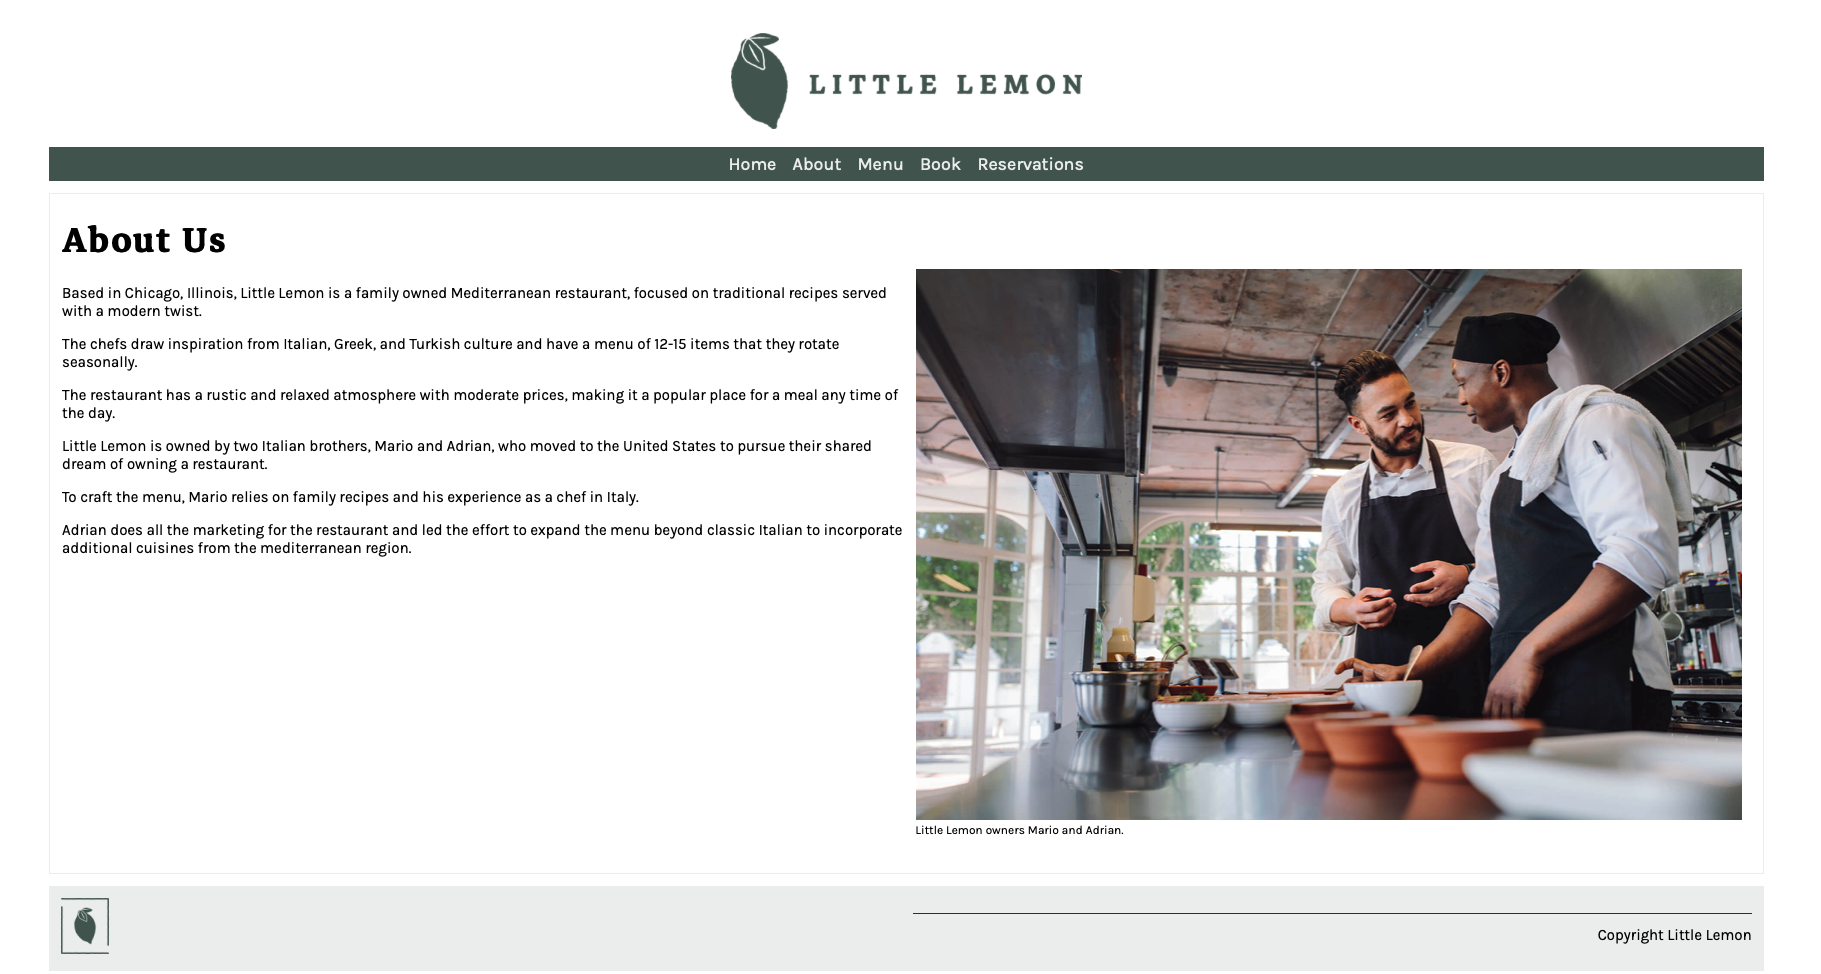 LITTLE LEMON
Home About Menu Book Reservations
About Us
Based in Chicago, Illinois, Little Lemon is a family owned Mediterranean restaurant, focused on traditional recipes served
with a modern twist.
The chefs draw inspiration from Italian, Greek, and Turkish culture and have a menu of 12-15 items that they rotate
seasonally.
The restaurant has a rustic and relaxed atmosphere with moderate prices, making it a popular place for a meal any time of
the day.
Little Lemon is owned by two Italian brothers, Mario and Adrian, who moved to the United States to pursue their shared
dream of owning a restaurant.
To craft the menu, Mario relies on family recipes and his experience as a chef in Italy.
Adrian does all the marketing for the restaurant and led the effort to expand the menu beyond classic Italian to incorporate
additional cuisines from the mediterranean region.
Little Lemon owners Mario and Adrian.
Copyright Little Lemon